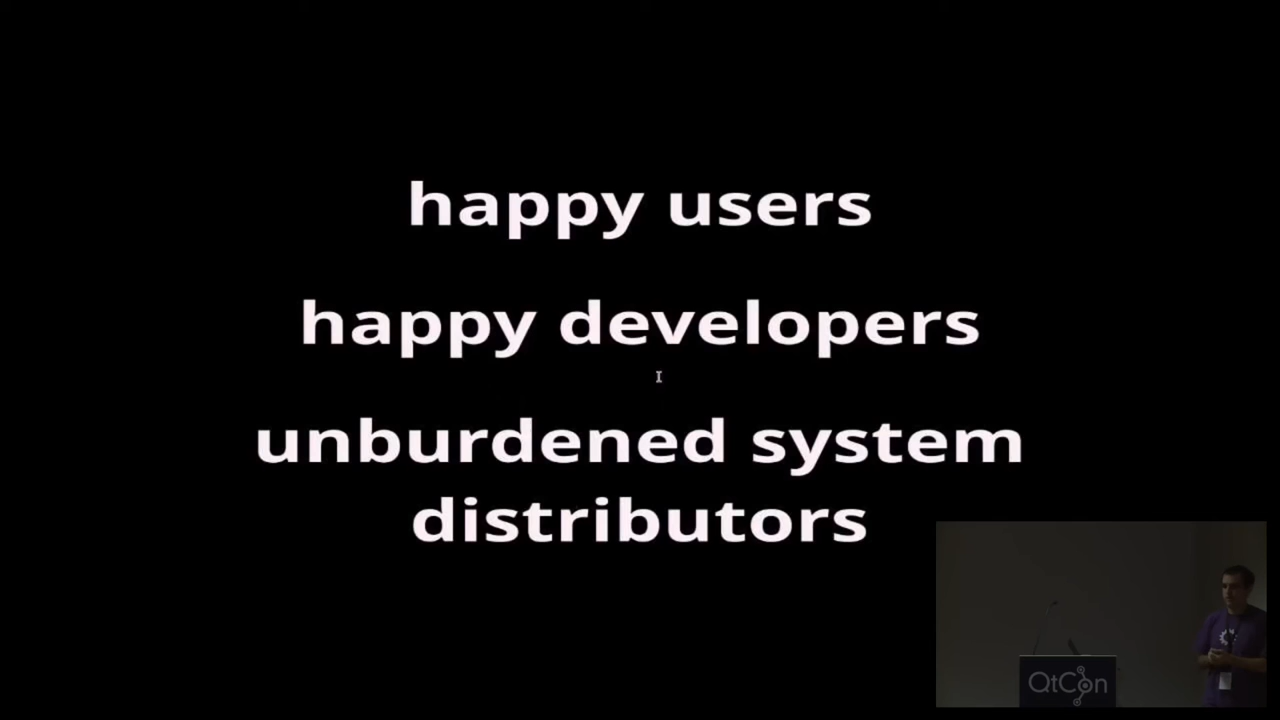 happy users
happy developers
unburdened system
distributors
QtCon